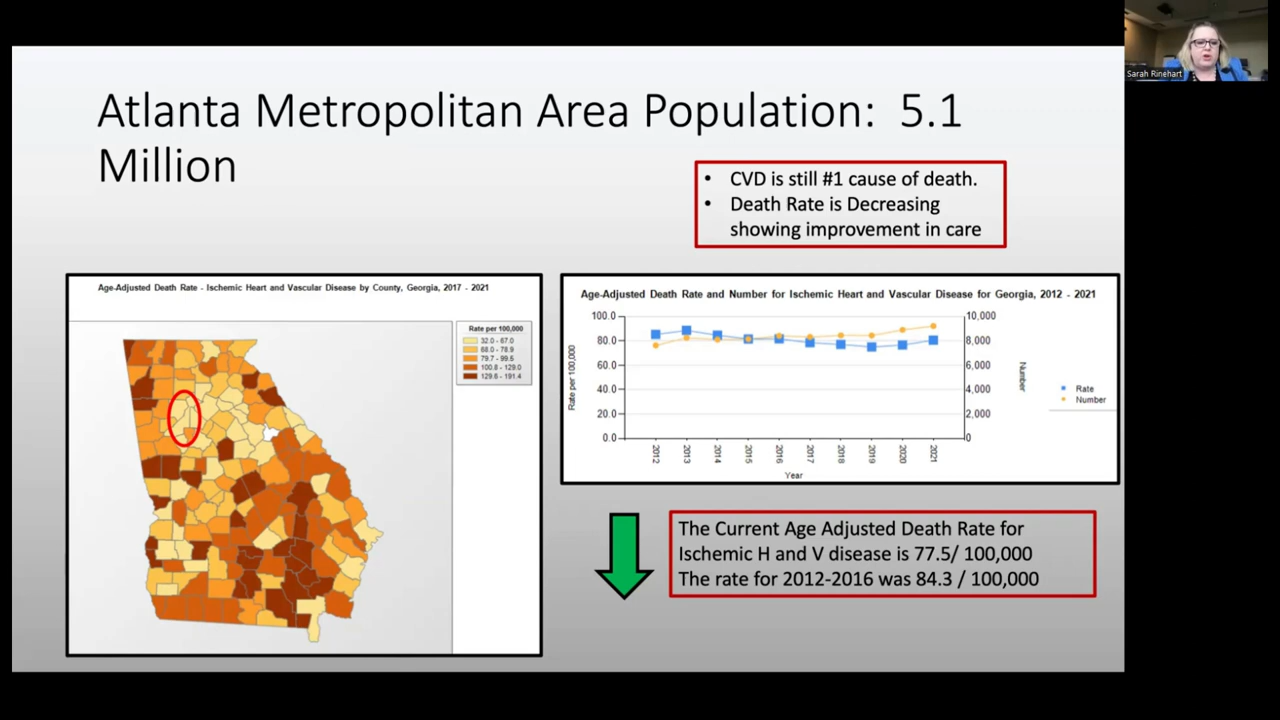 Sarah Rinehart
Atlanta Metropolitan Area Population:  5.1
Million
• CVD is still #1 cause of death.
• Death Rate is Decreasing
showing improvement in care
Age-Adjusted Death Rate - Ischemic Heart and Vascular Disease by County, Georgia, 2017 - 2021
Rate per 100,000
32.0 - 67.0
68.0 - 78.9
79.7 - 99.5
100.8 - 129.0
129.6 - 191.4
Age-Adjusted Death Rate and Number for Ischemic Heart and Vascular Disease for Georgia, 2012 - 2021
Rate per 100,000
100.0
80.0
60.0
40.0
20.0
0.0
10,000
8,000
6,000
4,000
2,000
0
Number
2012
2013
2014
2015
2016
2017
2018
2019
2020
2021
Year
Rate
Number
The Current Age Adjusted Death Rate for
Ischemic H and V disease is 77.5/ 100,000
The rate for 2012-2016 was 84.3 / 100,000